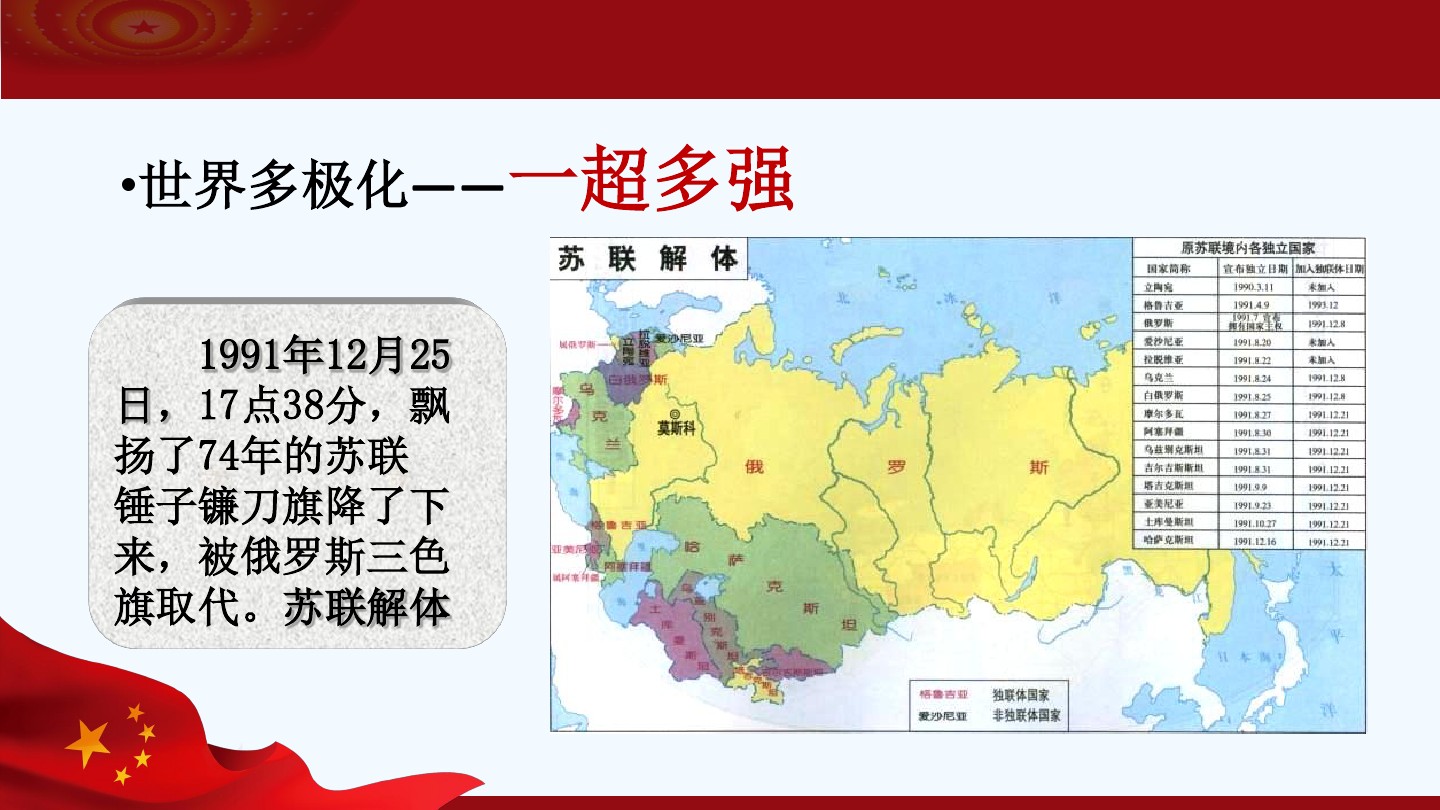 •世界多极化——一超多强
1991年12月25
日，17点38分，飘
扬了74年的苏联
锤子镰刀旗降了下
来，被俄罗斯三色
旗取代。苏联解体
苏联解体
原苏联境内各独立国家
国家简称 宣布独立日期 加入独联体日期
立陶宛 1990.3.11 未加入
格鲁吉亚 1991.4.9 1993.12
俄罗斯 1991.7 宣布拥有国家主权 1991.12.8
爱沙尼亚 1991.8.20 未加入
拉脱维亚 1991.8.22 未加入
乌克兰 1991.8.24 1991.12.8
白俄罗斯 1991.8.25 1991.12.8
摩尔多瓦 1991.8.27 1991.12.21
阿塞拜疆 1991.8.30 1991.12.21
乌兹别克斯坦 1991.8.31 1991.12.21
吉尔吉斯斯坦 1991.8.31 1991.12.21
塔吉克斯坦 1991.9.9 1991.12.21
亚美尼亚 1991.9.23 1991.12.21
土库曼斯坦 1991.10.27 1991.12.21
哈萨克斯坦 1991.12.16 1991.12.21
北冰洋
属俄罗斯
立陶宛
拉脱维亚
爱沙尼亚
白俄罗斯
摩尔多瓦
乌克兰
莫斯科
俄罗斯
格鲁吉亚
亚美尼亚
阿塞拜疆
属阿塞拜疆
哈萨克斯坦
土库曼斯坦
乌兹别克斯坦
黑龙江
日本海
太平洋
格鲁吉亚 独联体国家
爱沙尼亚 非独联体国家